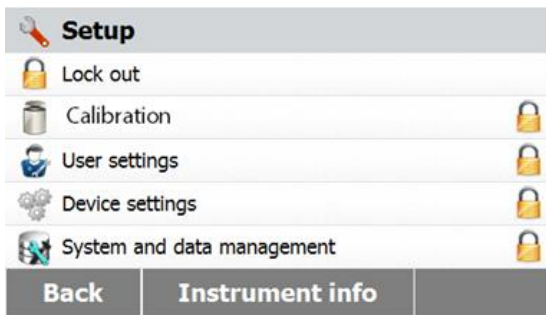 Setup
Lock out
Calibration
User settings
Device settings
System and data management
Back Instrument info